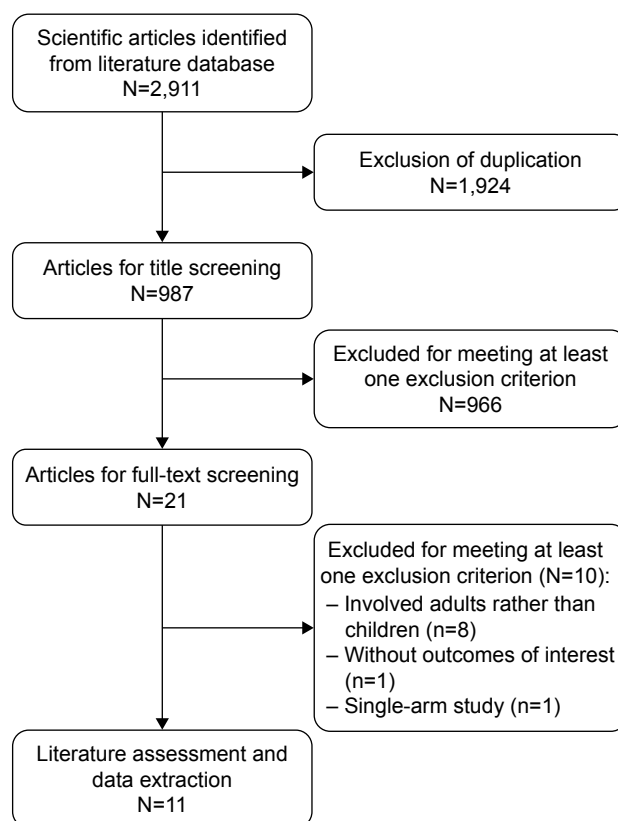 Scientific articles identified
from literature database
N=2,911
Exclusion of duplication
N=1,924
Articles for title screening
N=987
Excluded for meeting at least
one exclusion criterion
N=966
Articles for full-text screening
N=21
Excluded for meeting at least
one exclusion criterion (N=10):
– Involved adults rather than
children (n=8)
– Without outcomes of interest
(n=1)
– Single-arm study (n=1)
Literature assessment and
data extraction
N=11